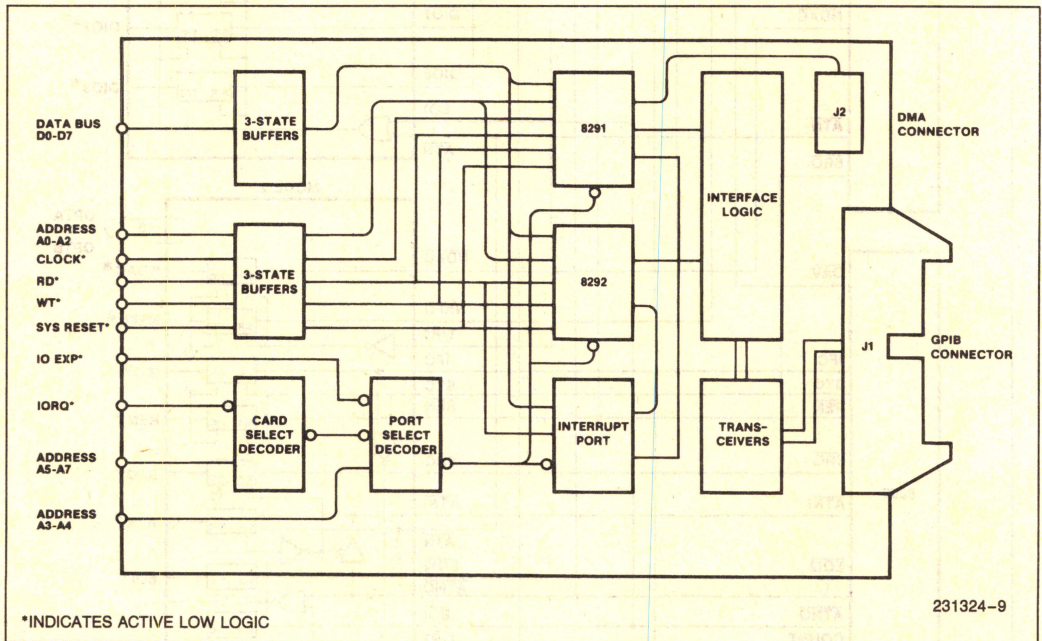 DATA BUS
D0-D7
3-STATE
BUFFERS
8291
J2
DMA
CONNECTOR
INTERFACE
LOGIC
ADDRESS
A0-A2
CLOCK*
RD*
WT*
SYS RESET*
3-STATE
BUFFERS
8292
IO EXP*
IORQ*
ADDRESS
A5-A7
ADDRESS
A3-A4
CARD
SELECT
DECODER
PORT
SELECT
DECODER
INTERRUPT
PORT
TRANS-
CEIVERS
J1
GPIB
CONNECTOR
*INDICATES ACTIVE LOW LOGIC
231324-9